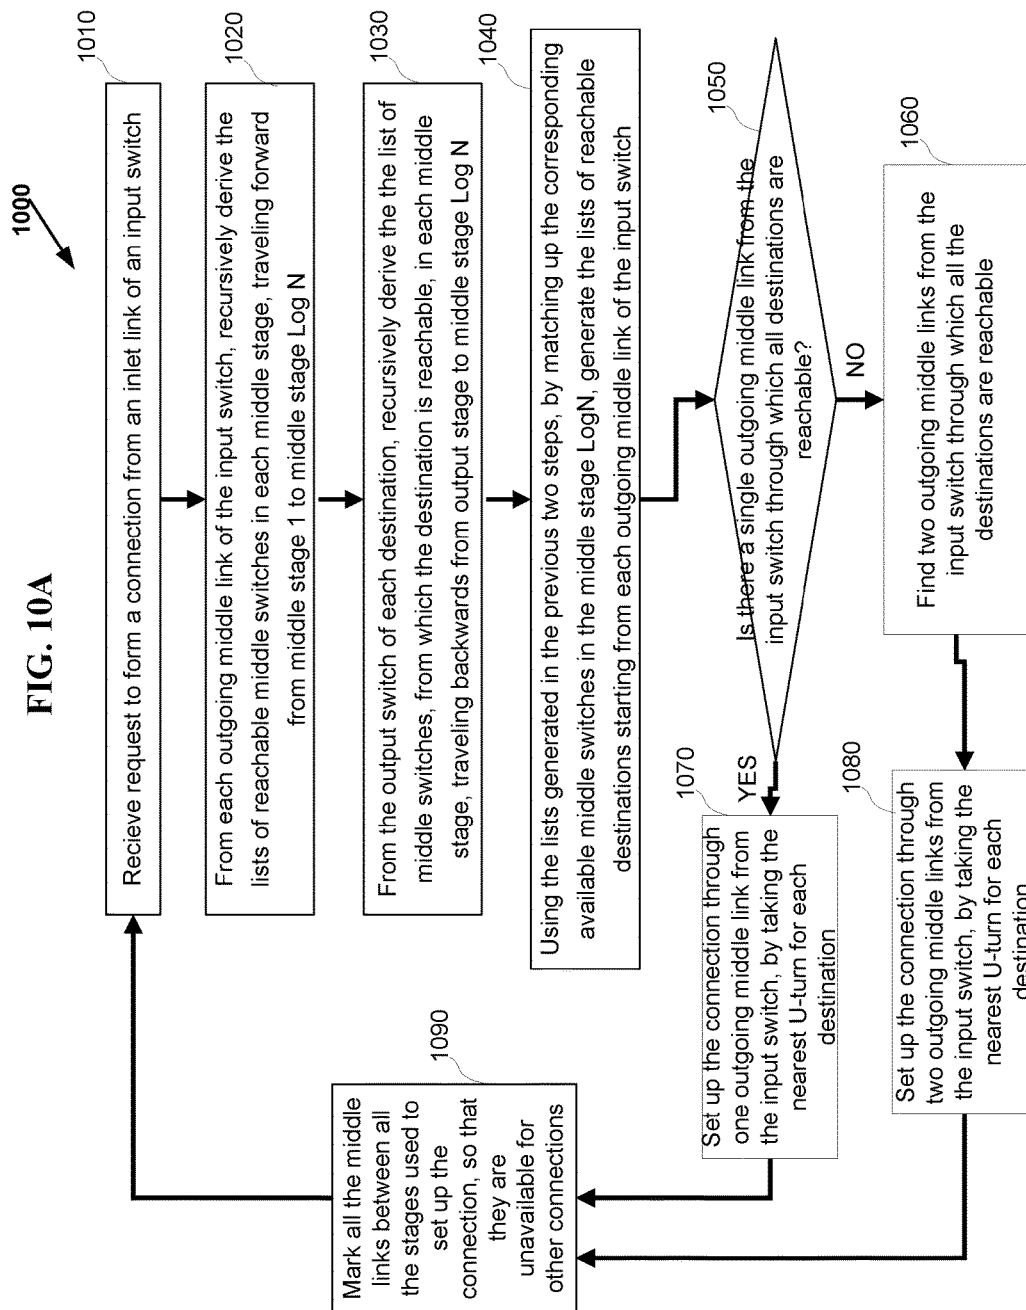 FIG. 10A
1000
1010
Recieve request to form a connection from an inlet link of an input switch
1020
From each outgoing middle link of the input switch, recursively derive the
lists of reachable middle switches in each middle stage, traveling forward
from middle stage 1 to middle stage Log N
1030
From the output switch of each destination, recursively derive the the list of
middle switches, from which the destination is reachable, in each middle
stage, traveling backwards from output stage to middle stage Log N
1040
Using the lists generated in the previous two steps, by matching up the corresponding
available middle switches in the middle stage LogN, generate the lists of reachable
destinations starting from each outgoing middle link of the input switch
1050
Is there a single outgoing middle link from the
input switch through which all destinations are
reachable?
NO
YES
1060
Find two outgoing middle links from the
input switch through which all the
destinations are reachable
1070
Set up the connection through
one outgoing middle link from
the input switch, by taking the
nearest U-turn for each
destination
1080
Set up the connection through
two outgoing middle links from
the input switch, by taking the
nearest U-turn for each
destination
1090
Mark all the middle
links between all
the stages used to
set up the
connection, so that
they are
unavailable for
other connections